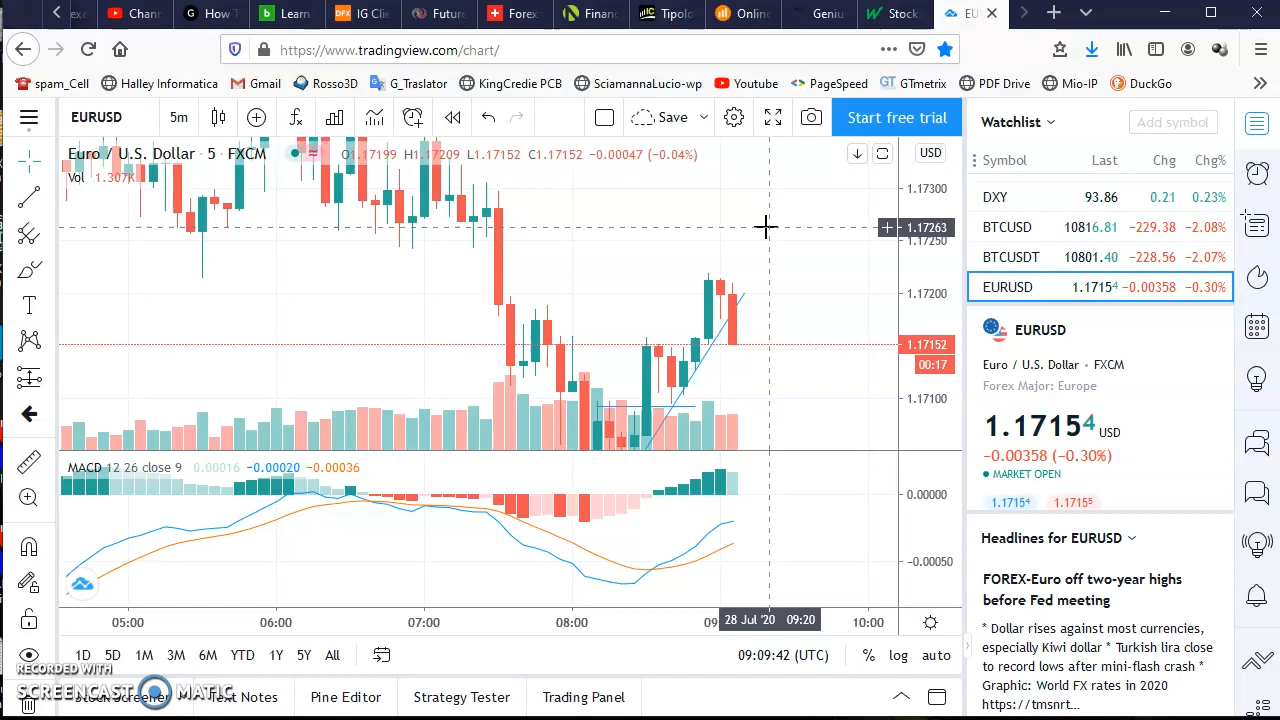 exe
Chann
How T
Learn
IG Clie
Futur
Forex
Financ
Tipolo
Online
Geniu
Stock
EU
https://www.tradingview.com/chart/
spam_Cell
Halley Informatica
Gmail
Rosso3D
G_Traslator
KingCredie PCB
SciamannaLucio-wp
YouTube
PageSpeed
GTmetrix
PDF Drive
Mio-IP
DuckGo
EURUSD
5m
Save
Start free trial
Watchlist
Add symbol
Euro / U.S. Dollar · 5 · FXCM
O1.17199 H1.17209 L1.17152 C1.17152 −0.00047 (−0.04%)
USD
Vol 1.307K
Symbol Last Chg Chg%
DXY 93.86 0.21 0.23%
BTCUSD 10816.81 −229.38 −2.08%
BTCUSDT 10801.40 −228.56 −2.07%
EURUSD 1.17154 −0.00358 −0.30%
1.17300
1.17263
1.17250
1.17200
1.17152
00:17
1.17100
EURUSD
Euro / U.S. Dollar • FXCM
Forex Major: Europe
1.17154 USD
−0.00358 (−0.30%)
MARKET OPEN
1.17154 1.17155
MACD 12 26 close 9 0.00016 −0.00020 −0.00036
0.00000
−0.00050
Headlines for EURUSD
FOREX-Euro off two-year highs
before Fed meeting
* Dollar rises against most currencies,
especially Kiwi dollar * Turkish lira close
to record lows after mini-flash crash *
Graphic: World FX rates in 2020
https://tmsnrt...
05:00 06:00 07:00 08:00 09: 28 Jul '20 09:20 10:00
1D 5D 1M 3M 6M YTD 1Y 5Y All
09:09:42 (UTC) % log auto
RECORDED WITH
SCREENCAST MATIC
Stock Screener Text Notes Pine Editor Strategy Tester Trading Panel